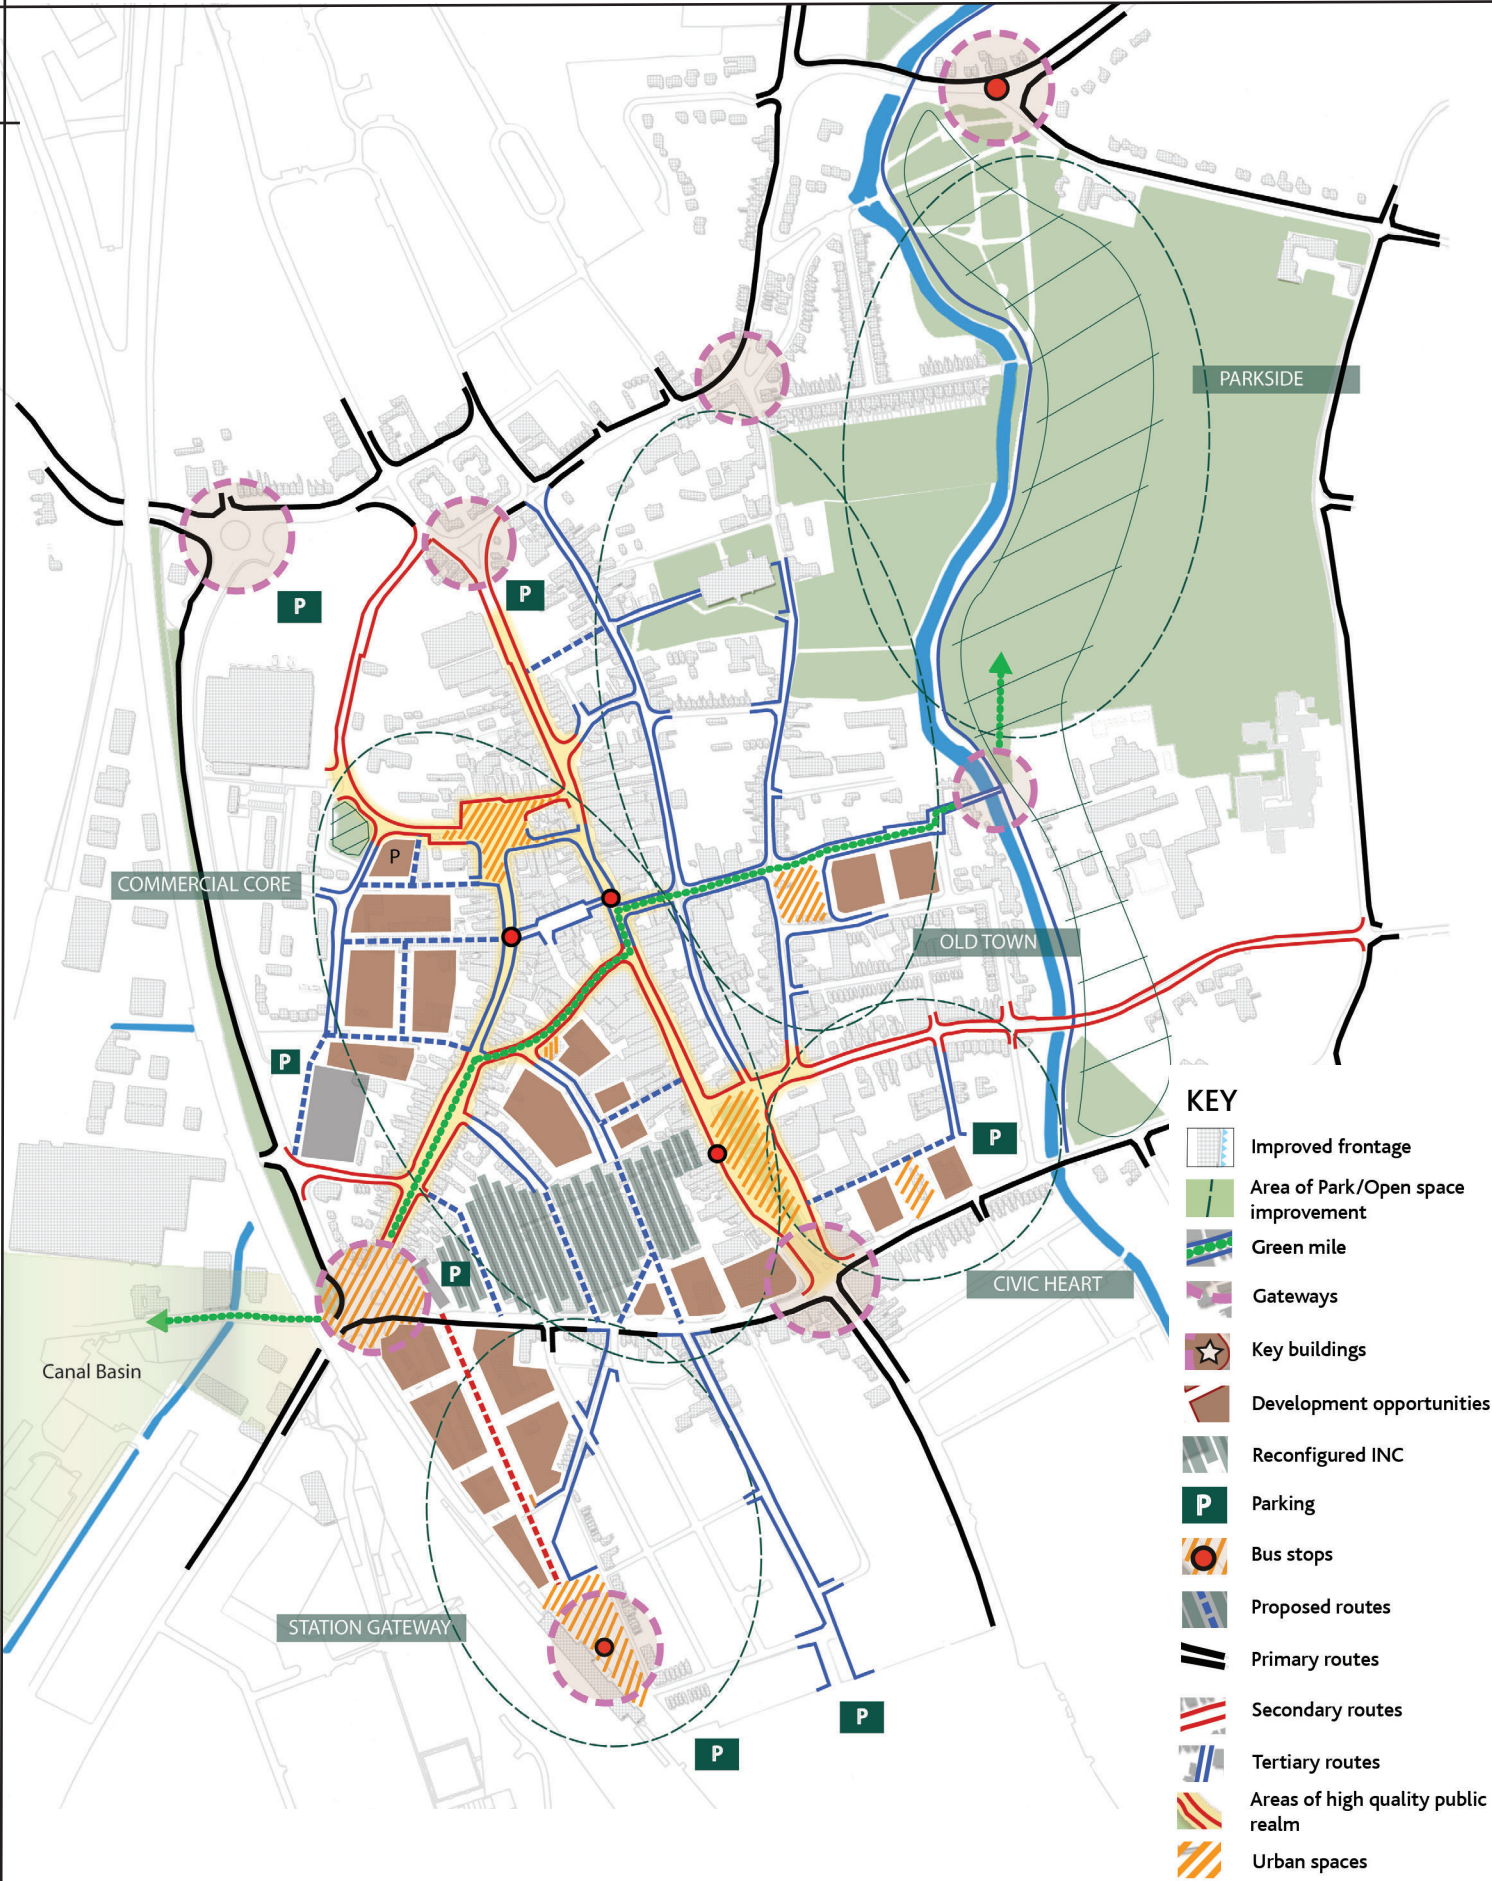 PARKSIDE
P
P
P
COMMERCIAL CORE
OLD TOWN
P
P
P
CIVIC HEART
Canal Basin
STATION GATEWAY
P
P
KEY
Improved frontage
Area of Park/Open space
improvement
Green mile
Gateways
Key buildings
Development opportunities
Reconfigured INC
P
Parking
Bus stops
Proposed routes
Primary routes
Secondary routes
Tertiary routes
Areas of high quality public
realm
Urban spaces